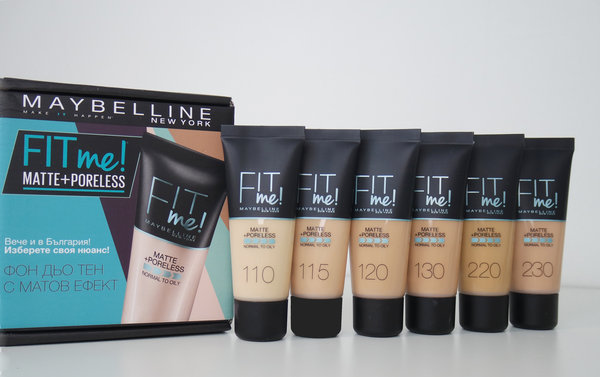 MAYBELLINE
MAKE IT HAPPEN
NEW YORK
FIT me!
MATTE+PORELESS
Вече и в България!
Изберете своя нюанс!
ФОН ДЬО ТЕН
С МАТОВ ЕФЕКТ
FIT
me!
MAYBELLINE
MATTE
+PORELESS
NORMAL TO OILY
FIT
me!
MAYBELLINE
MATTE
+PORELESS
NORMAL TO OILY
110
FIT
me!
MAYBELLINE
MATTE
+PORELESS
NORMAL TO OILY
115
FIT
me!
MAYBELLINE
MATTE
+PORELESS
NORMAL TO OILY
120
FIT
me!
MAYBELLINE
MATTE
+PORELESS
NORMAL TO OILY
130
FIT
me!
MAYBELLINE
MATTE
+PORELESS
NORMAL TO OILY
220
FIT
me!
MAYBELLINE
MATTE
+PORELESS
NORMAL TO OILY
230